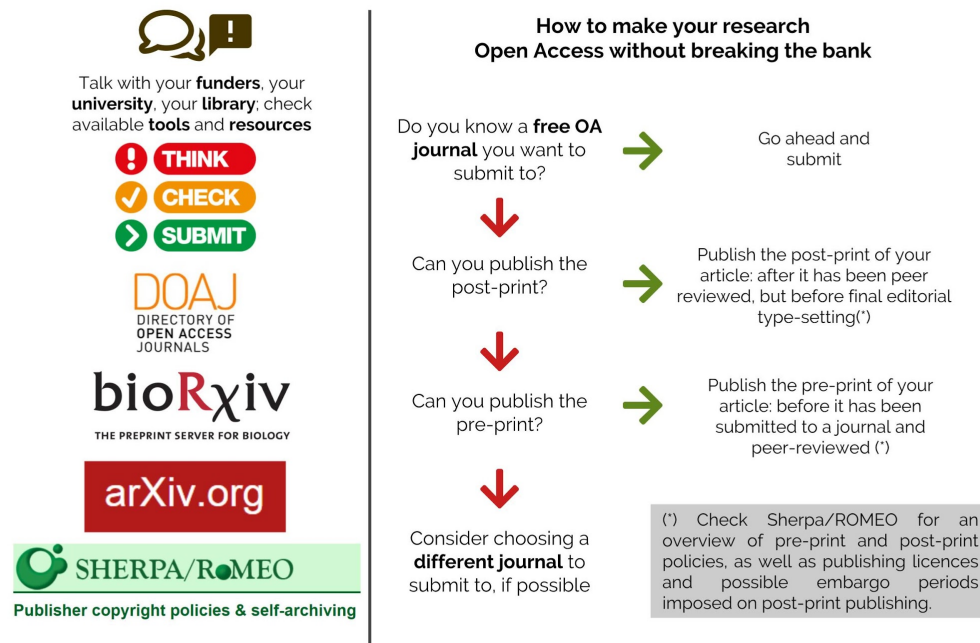 Talk with your funders, your
university, your library; check
available tools and resources
THINK
CHECK
SUBMIT
DOAJ
DIRECTORY OF
OPEN ACCESS
JOURNALS
bioRχiv
THE PREPRINT SERVER FOR BIOLOGY
arXiv.org
SHERPA/RoMEO
Publisher copyright policies & self-archiving
How to make your research
Open Access without breaking the bank
Do you know a free OA
journal you want to
submit to?
Go ahead and
submit
Can you publish the
post-print?
Publish the post-print of your
article: after it has been peer
reviewed, but before final editorial
type-setting(*)
Can you publish the
pre-print?
Publish the pre-print of your
article: before it has been
submitted to a journal and
peer-reviewed (*)
Consider choosing a
different journal to
submit to, if possible
(*) Check Sherpa/ROMEO for an
overview of pre-print and post-print
policies, as well as publishing licences
and possible embargo periods
imposed on post-print publishing.